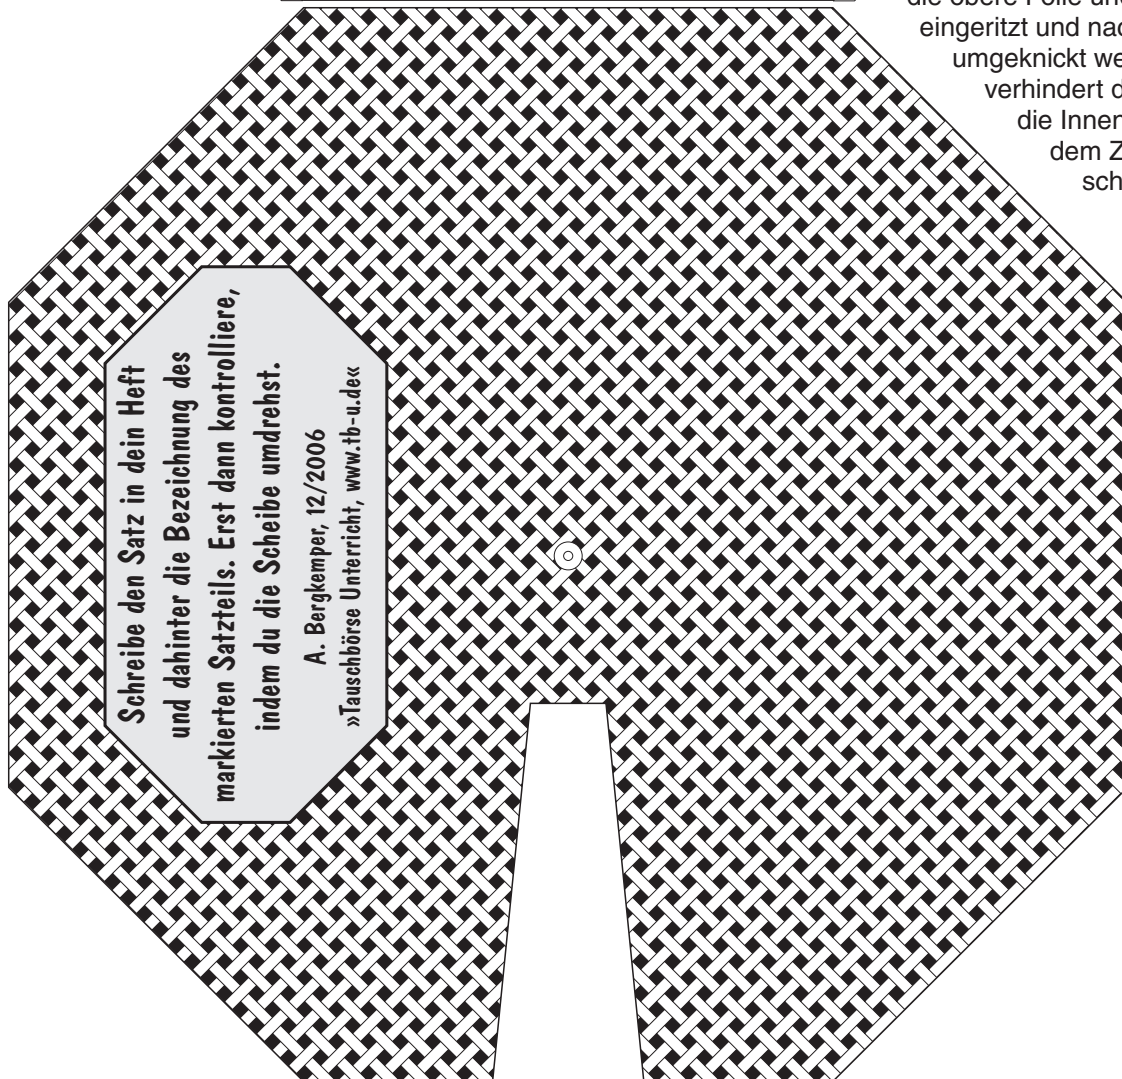 eingeritzt und
umgeknickt
verhindert
die
dem
Schreibe den Satz in dein Heft
und dahinter die Bezeichnung des
markierten Satzteils. Erst dann kontrolliere,
indem du die Scheibe umdrehst.
A. Bergkemper, 12/2006
»Tauschbörse Unterricht, www.tb-u.de«